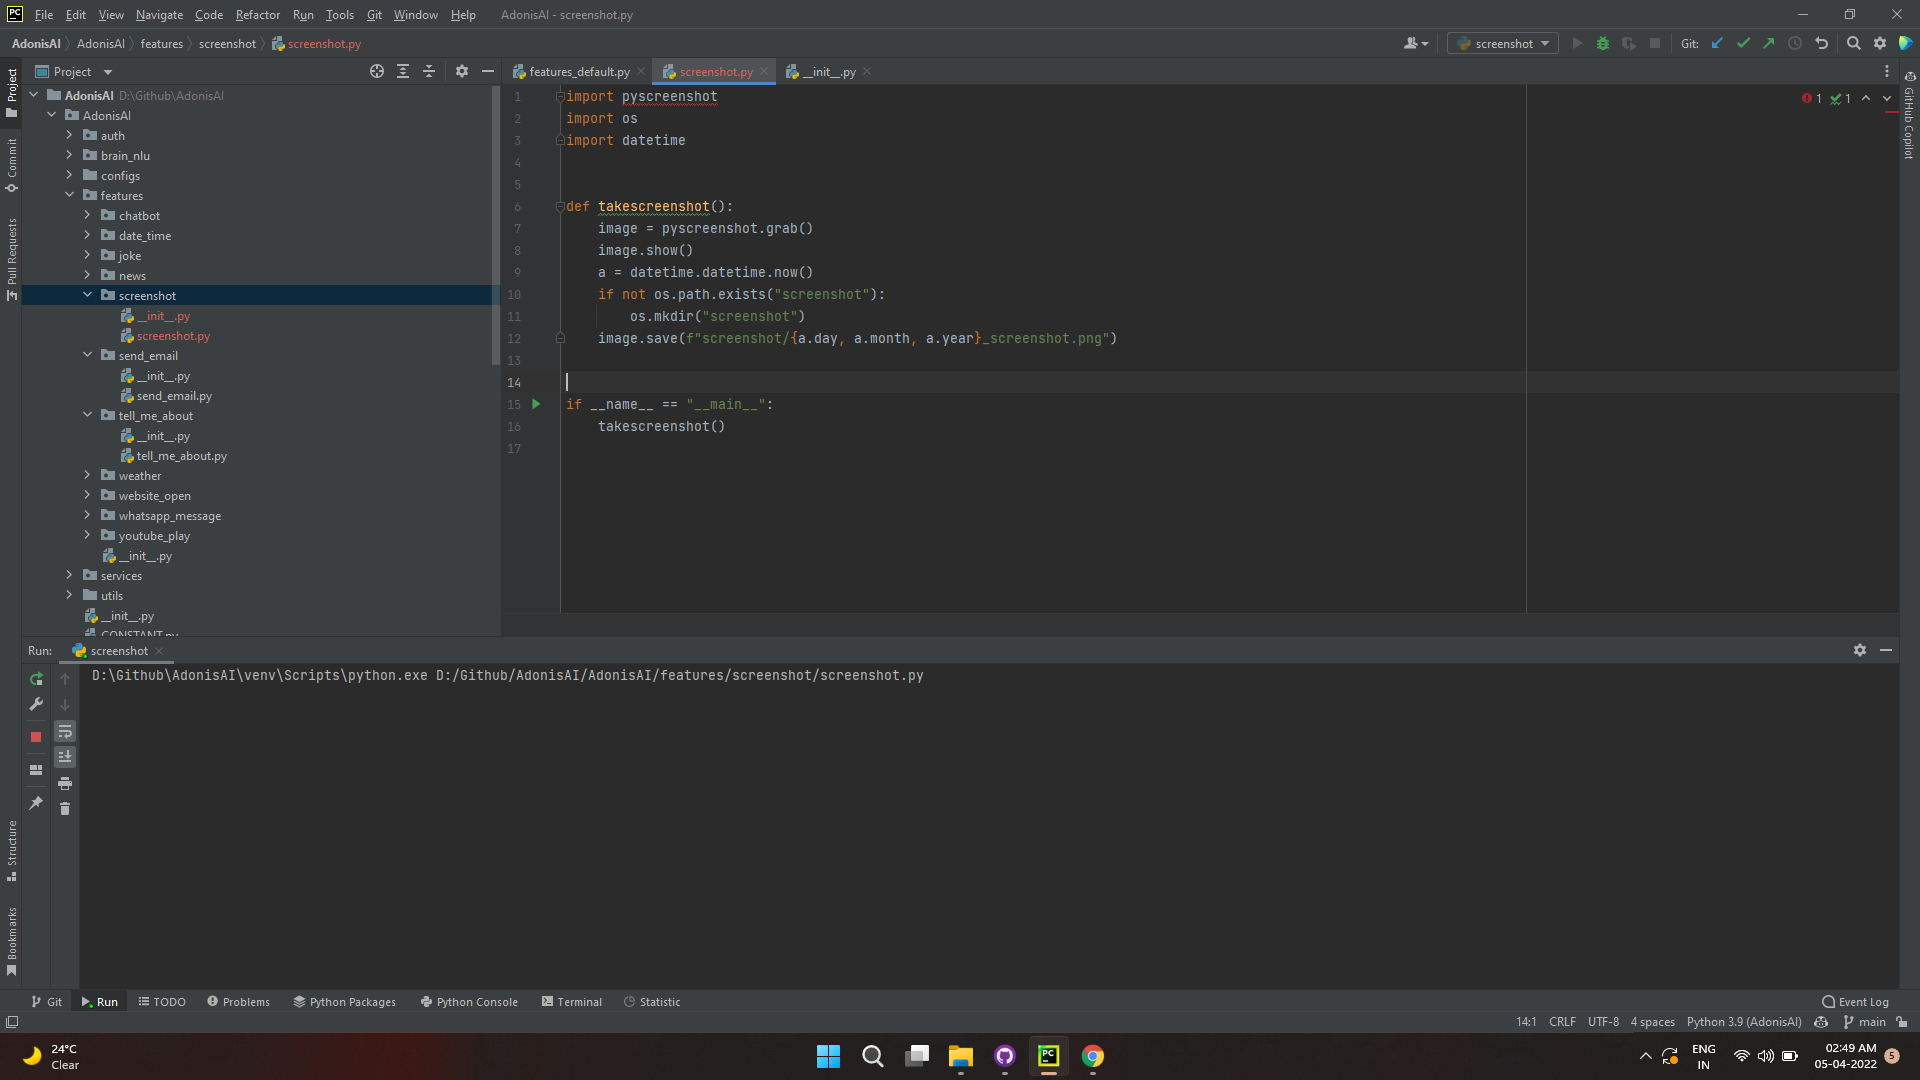 PC File Edit View Navigate Code Refactor Run Tools Git Window Help AdonisAI - screenshot.py
AdonisAI AdonisAI features screenshot screenshot.py screenshot Git:
Project
features_default.py screenshot.py __init__.py
AdonisAI D:\Github\AdonisAI
AdonisAI
auth
brain_nlu
configs
features
chatbot
date_time
joke
news
screenshot
__init__.py
screenshot.py
send_email
__init__.py
send_email.py
tell_me_about
__init__.py
tell_me_about.py
weather
website_open
whatsapp_message
youtube_play
__init__.py
services
utils
__init__.py
CONSTANT.py
Project
Commit
Pull Requests
Structure
Bookmarks
GitHub Copilot
1 1
1 import pyscreenshot
2 import os
3 import datetime
4
5
6 def takescreenshot():
7 image = pyscreenshot.grab()
8 image.show()
9 a = datetime.datetime.now()
10 if not os.path.exists("screenshot"):
11 os.mkdir("screenshot")
12 image.save(f"screenshot/{a.day, a.month, a.year}_screenshot.png")
13
14
15 if __name__ == "__main__":
16 takescreenshot()
17
Run: screenshot
D:\Github\AdonisAI\venv\Scripts\python.exe D:/Github/AdonisAI/AdonisAI/features/screenshot/screenshot.py
Git Run TODO Problems Python Packages Python Console Terminal Statistic Event Log
14:1 CRLF UTF-8 4 spaces Python 3.9 (AdonisAI) main
24°C
Clear
PC
ENG
IN
02:49 AM
05-04-2022
5